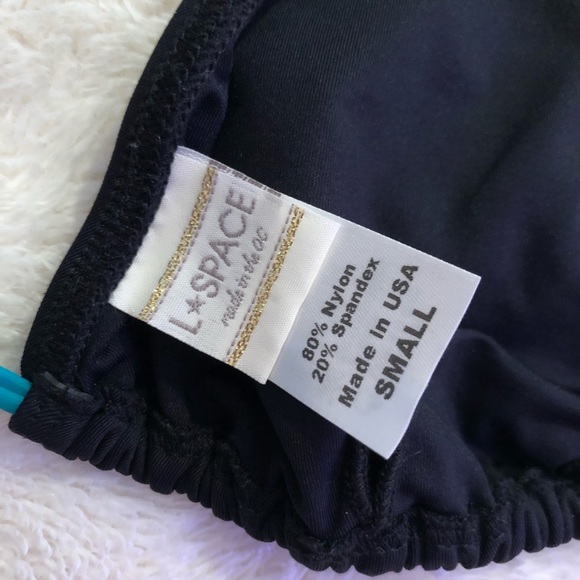 L★SPACE
made in the OC
80% Nylon
20% Spandex
Made in USA
SMALL